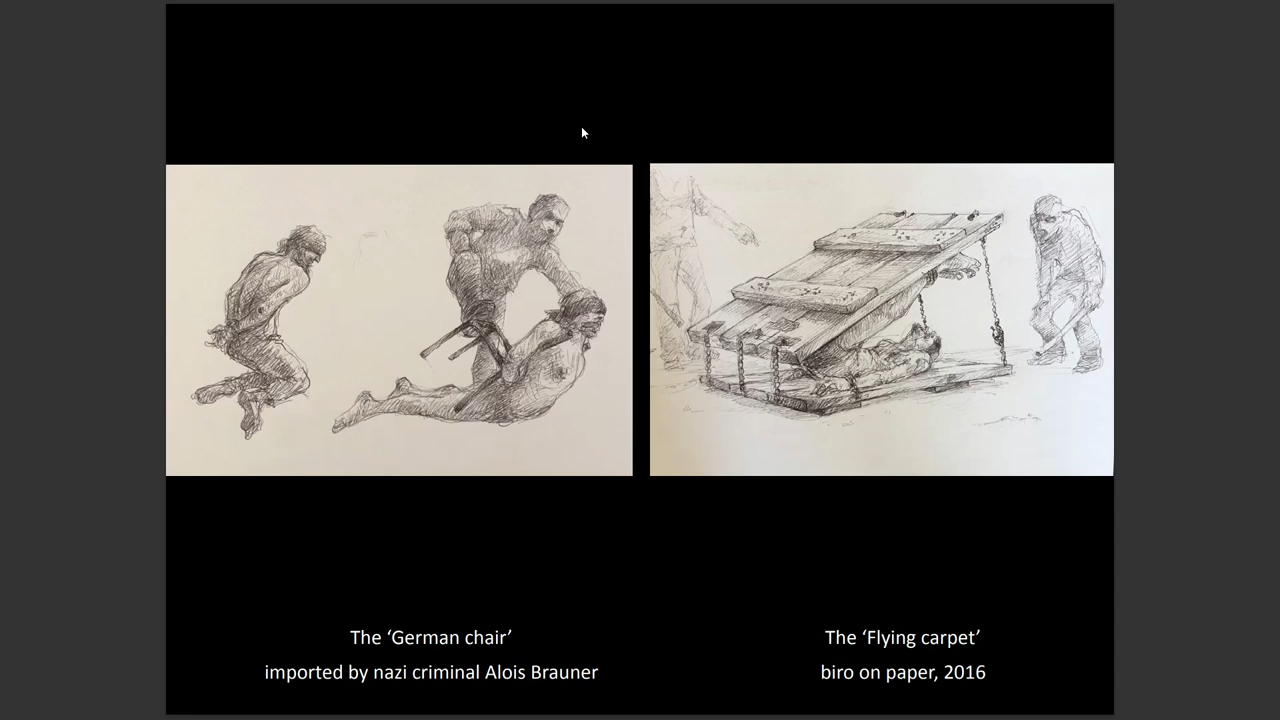 The ‘German chair’
imported by nazi criminal Alois Brauner
The ‘Flying carpet’
biro on paper, 2016